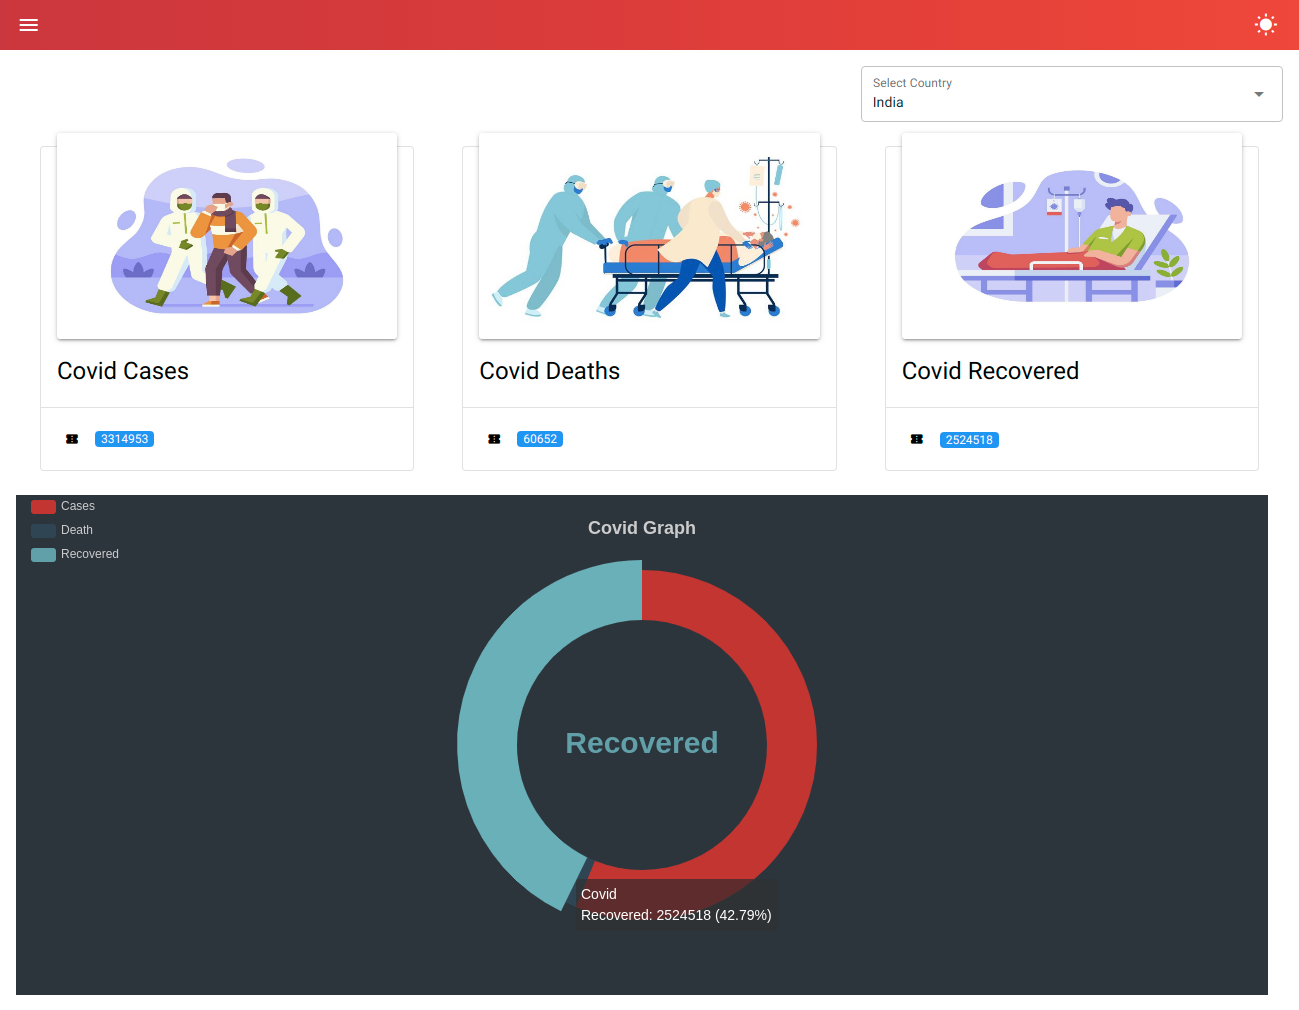 Select Country
India
Covid Cases
3314953
Covid Deaths
60652
Covid Recovered
2524518
Cases
Death
Recovered
Covid Graph
Recovered
Covid
Recovered: 2524518 (42.79%)